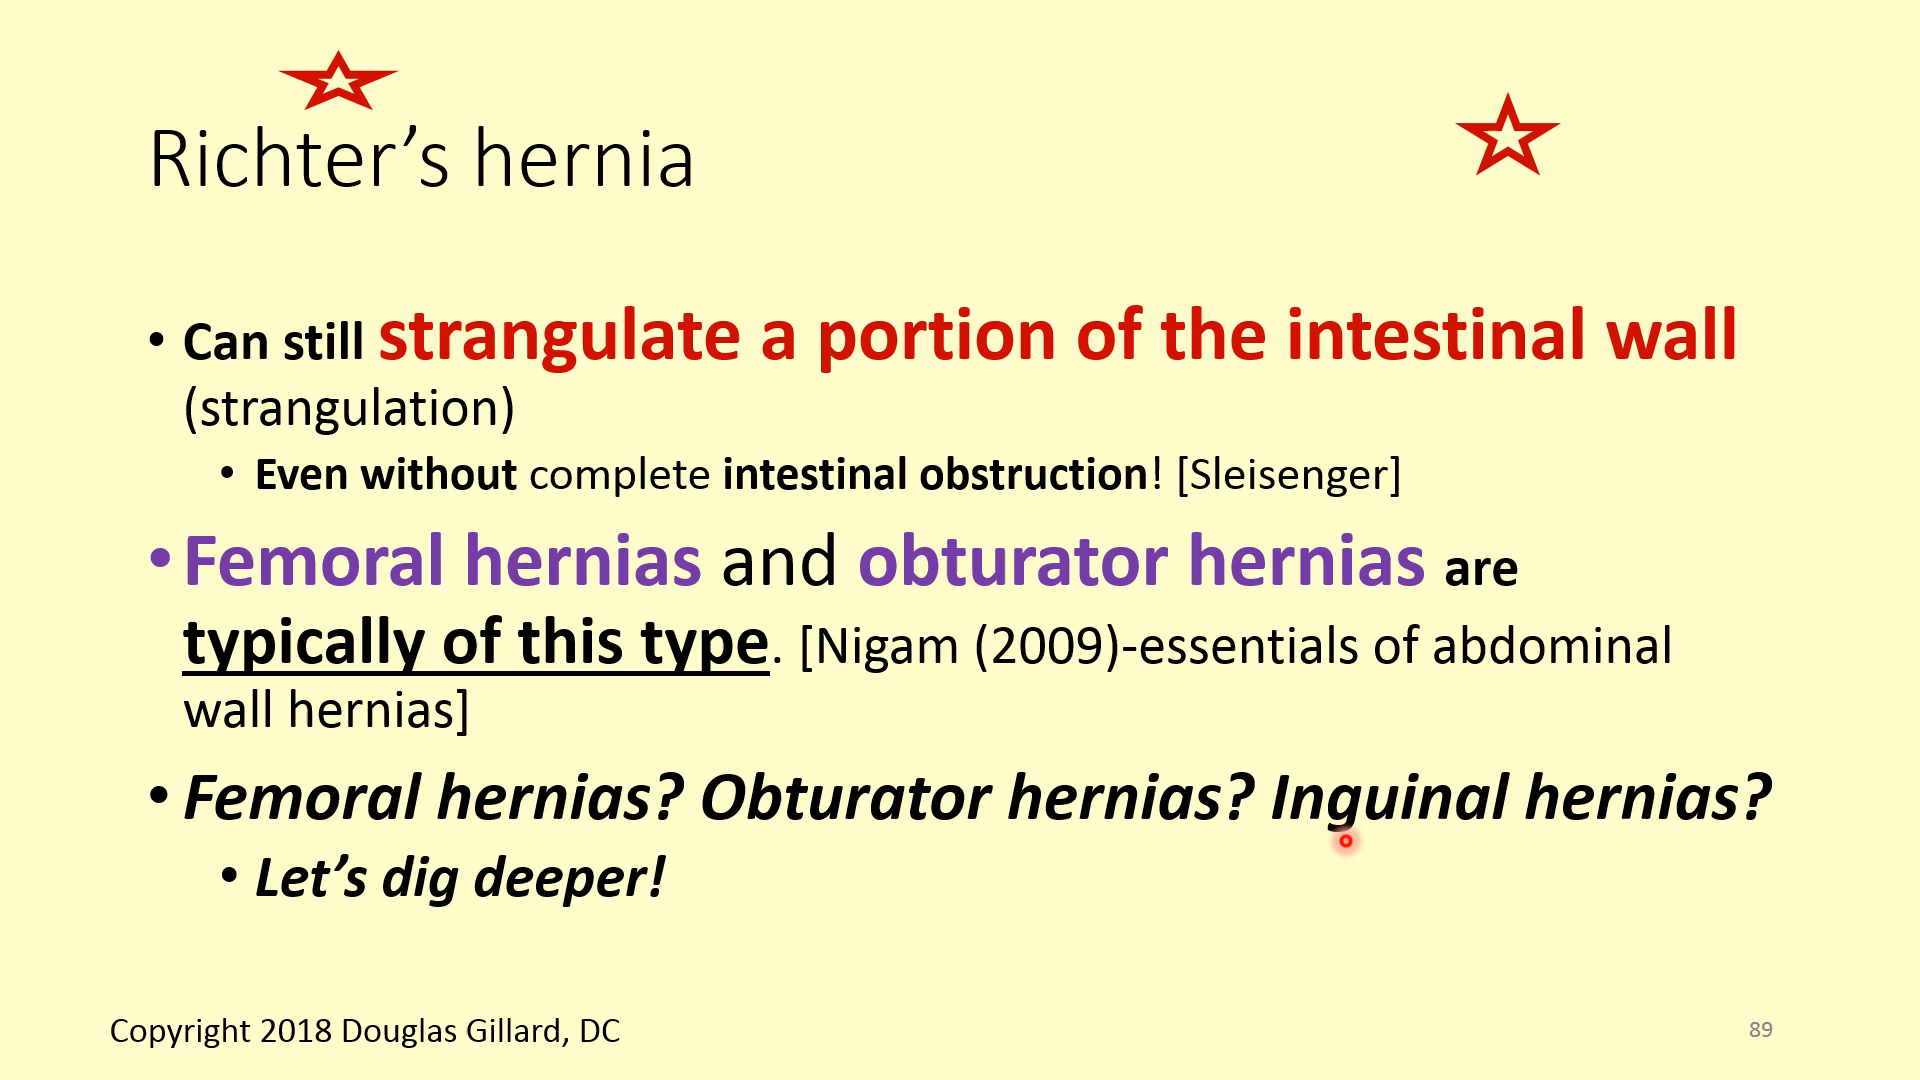 Richter’s hernia
• Can still strangulate a portion of the intestinal wall
(strangulation)
• Even without complete intestinal obstruction! [Sleisenger]
• Femoral hernias and obturator hernias are
typically of this type. [Nigam (2009)-essentials of abdominal
wall hernias]
• Femoral hernias? Obturator hernias? Inguinal hernias?
• Let’s dig deeper!
Copyright 2018 Douglas Gillard, DC
89